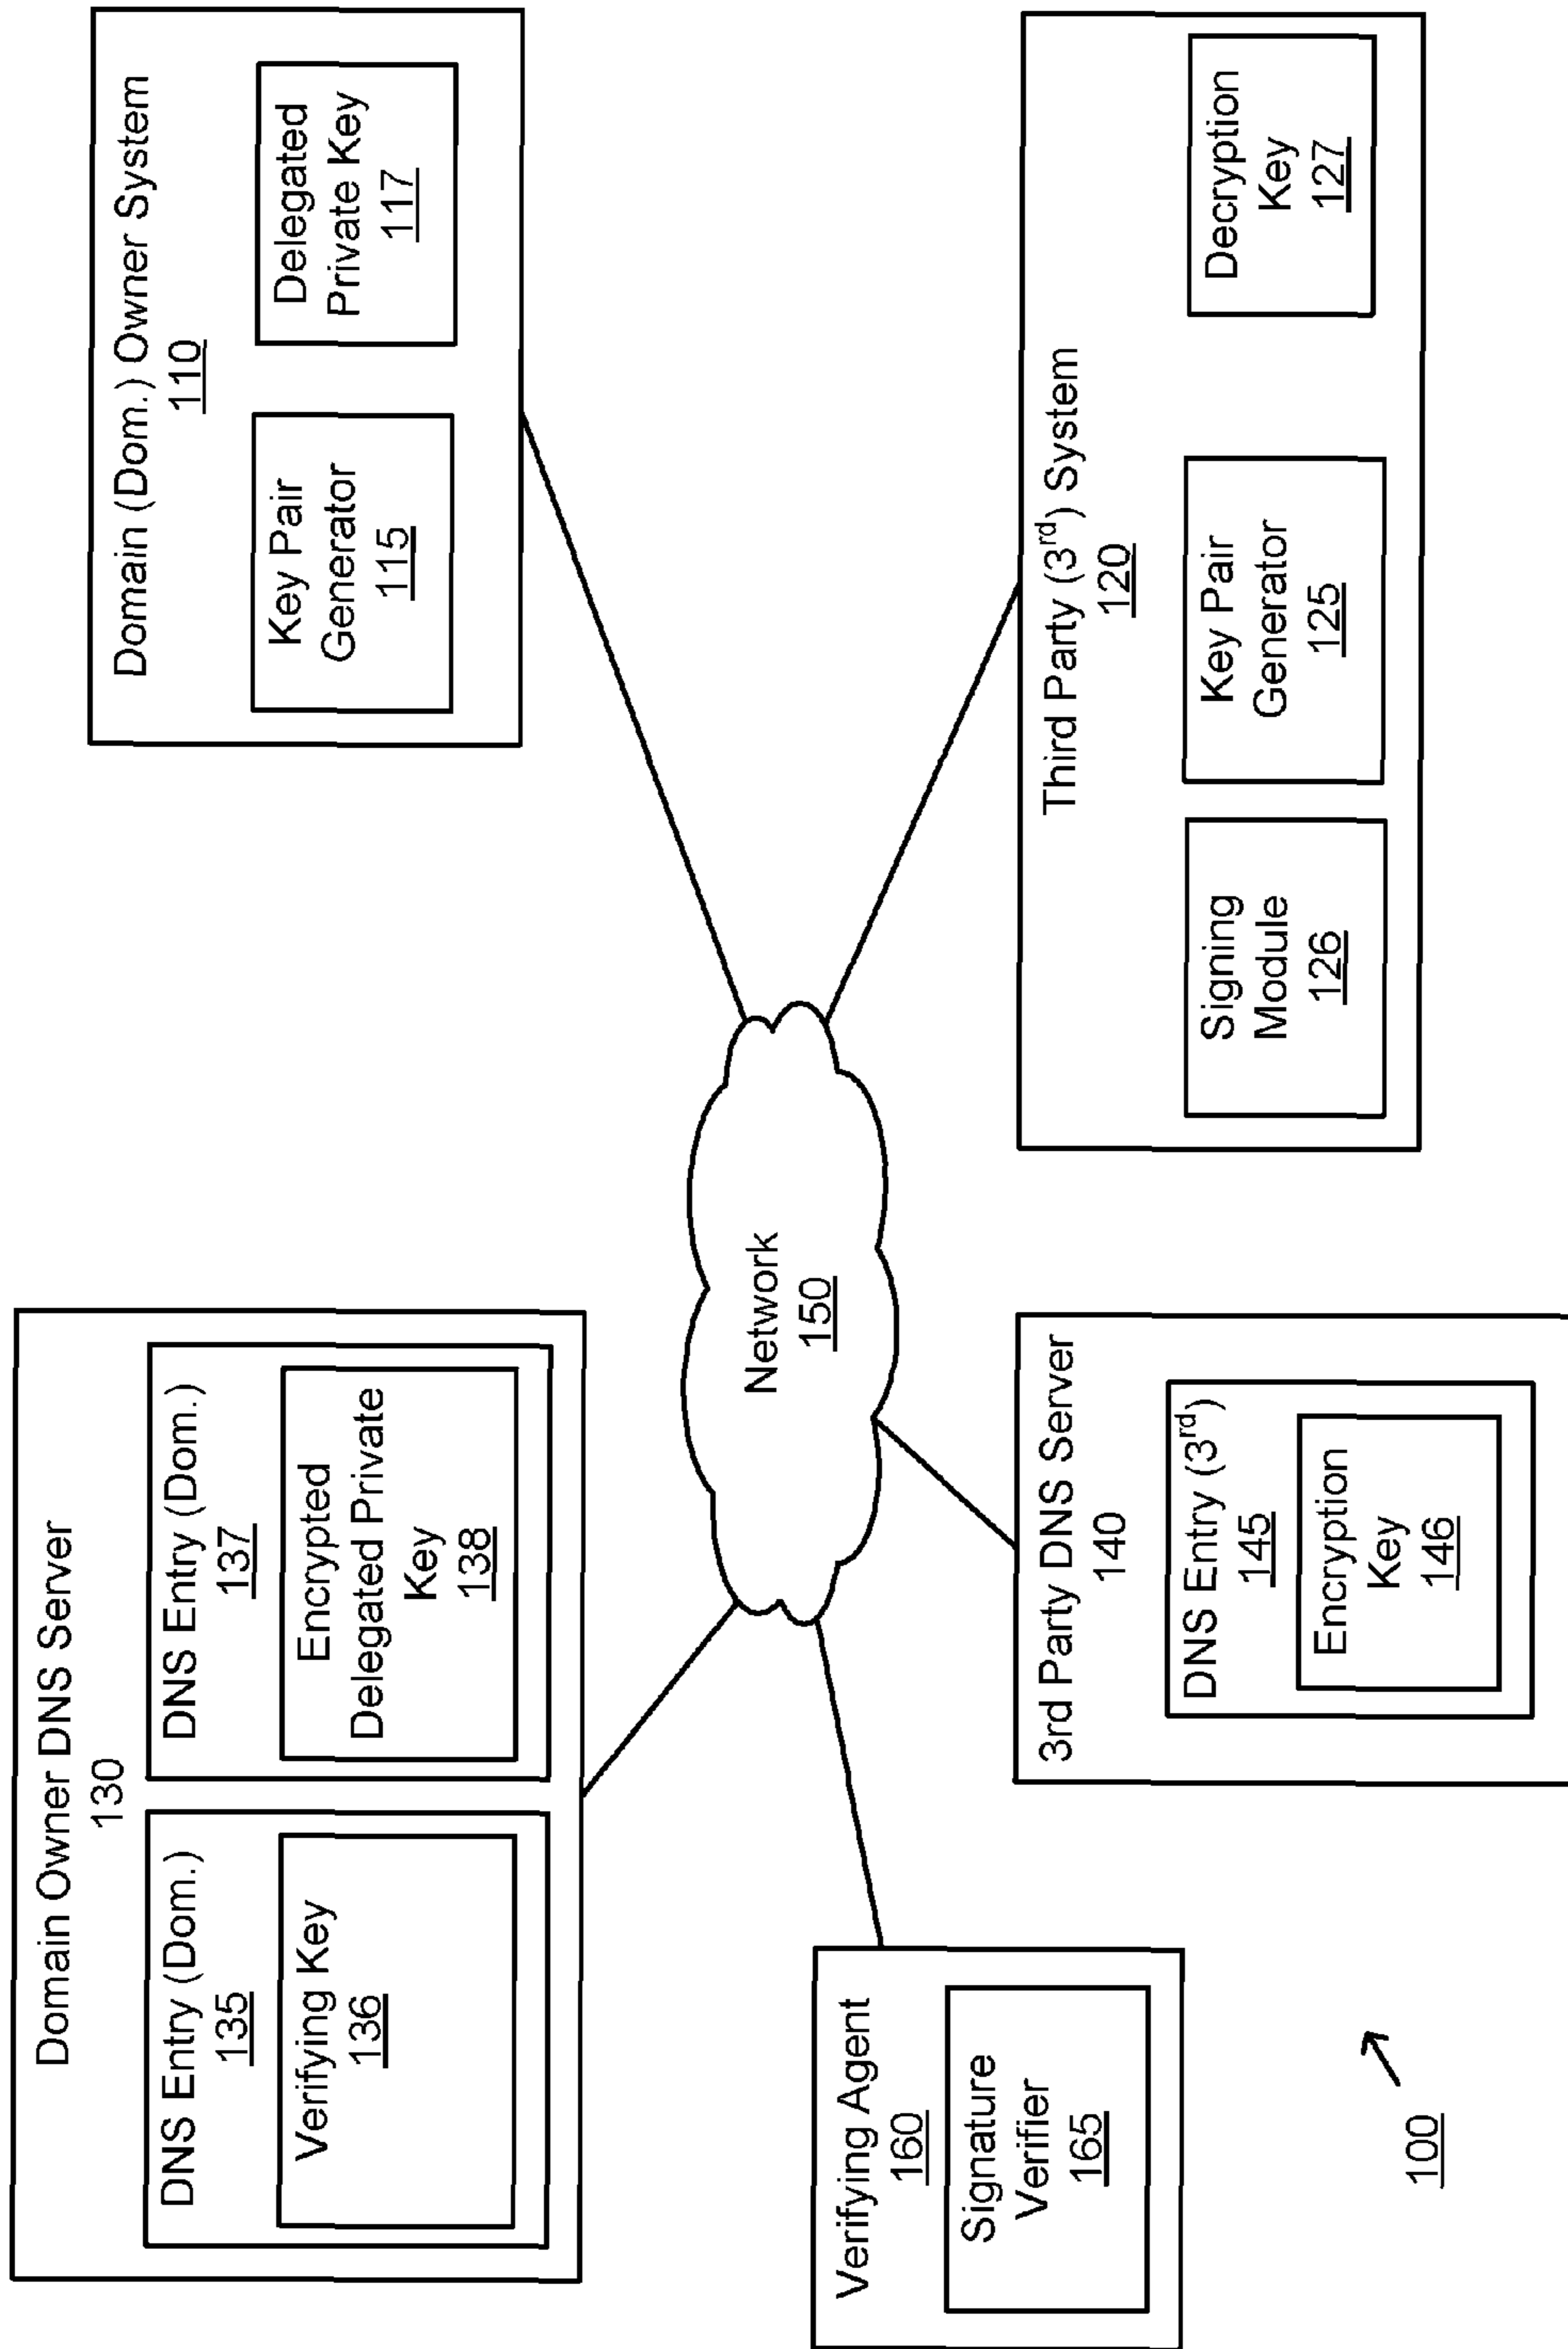 Domain Owner DNS Server
130
DNS Entry (Dom.)
135
Verifying Key
136
DNS Entry (Dom.)
137
Encrypted
Delegated Private
Key
138
Domain (Dom.) Owner System
110
Key Pair
Generator
115
Delegated
Private Key
117
Network
150
Verifying Agent
160
Signature
Verifier
165
3rd Party DNS Server
140
DNS Entry (3rd)
145
Encryption
Key
146
Third Party (3rd) System
120
Signing
Module
126
Key Pair
Generator
125
Decryption
Key
127
100